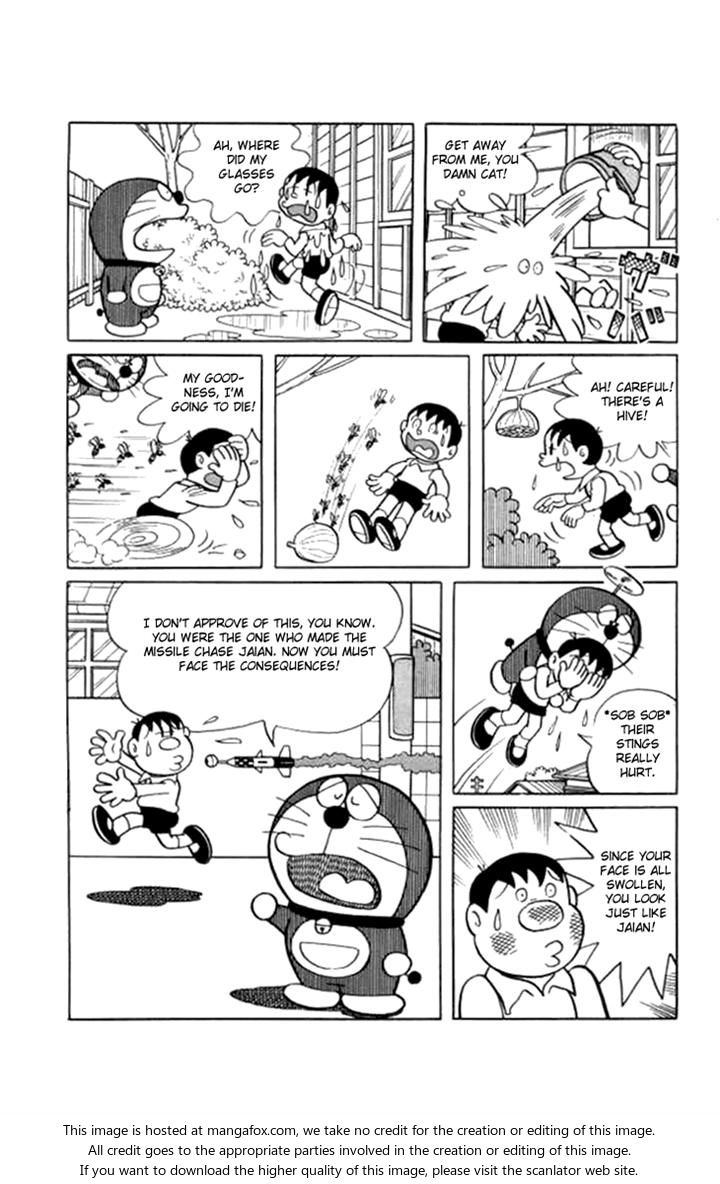 GET AWAY
FROM ME, YOU
DAMN CAT!
AH, WHERE
DID MY
GLASSES
GO?
AH! CAREFUL!
THERE'S A
HIVE!
MY GOOD-
NESS, I'M
GOING TO DIE!
*SOB SOB*
THEIR
STINGS
REALLY
HURT.
SINCE YOUR
FACE IS ALL
SWOLLEN,
YOU LOOK
JUST LIKE
JAIAN!
I DON'T APPROVE OF THIS, YOU KNOW.
YOU WERE THE ONE WHO MADE THE
MISSILE CHASE JAIAN. NOW YOU MUST
FACE THE CONSEQUENCES!
This image is hosted at mangafox.com, we take no credit for the creation or editing of this image.
All credit goes to the appropriate parties involved in the creation or editing of this image.
If you want to download the higher quality of this image, please visit the scanlator web site.